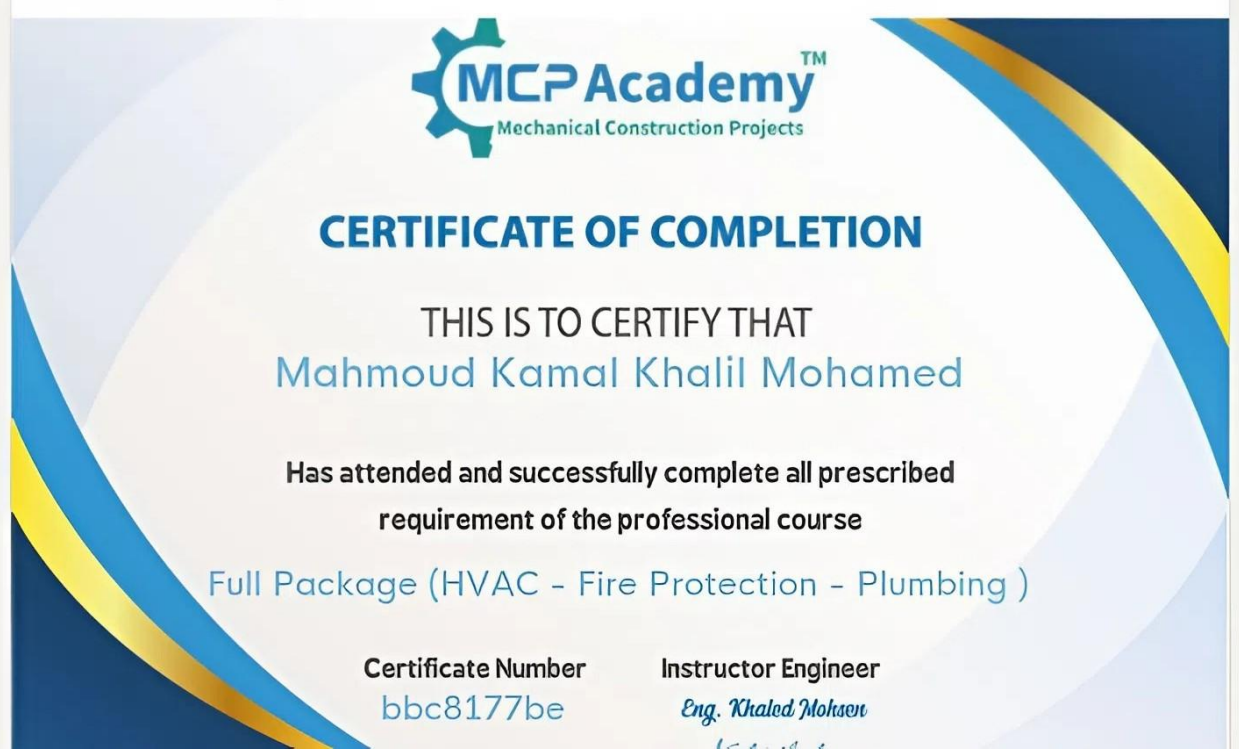 MCP Academy™
Mechanical Construction Projects
CERTIFICATE OF COMPLETION
THIS IS TO CERTIFY THAT
Mahmoud Kamal Khalil Mohamed
Has attended and successfully complete all prescribed
requirement of the professional course
Full Package (HVAC - Fire Protection - Plumbing )
Certificate Number Instructor Engineer
bbc8177be Eng. Khaled Mohsen